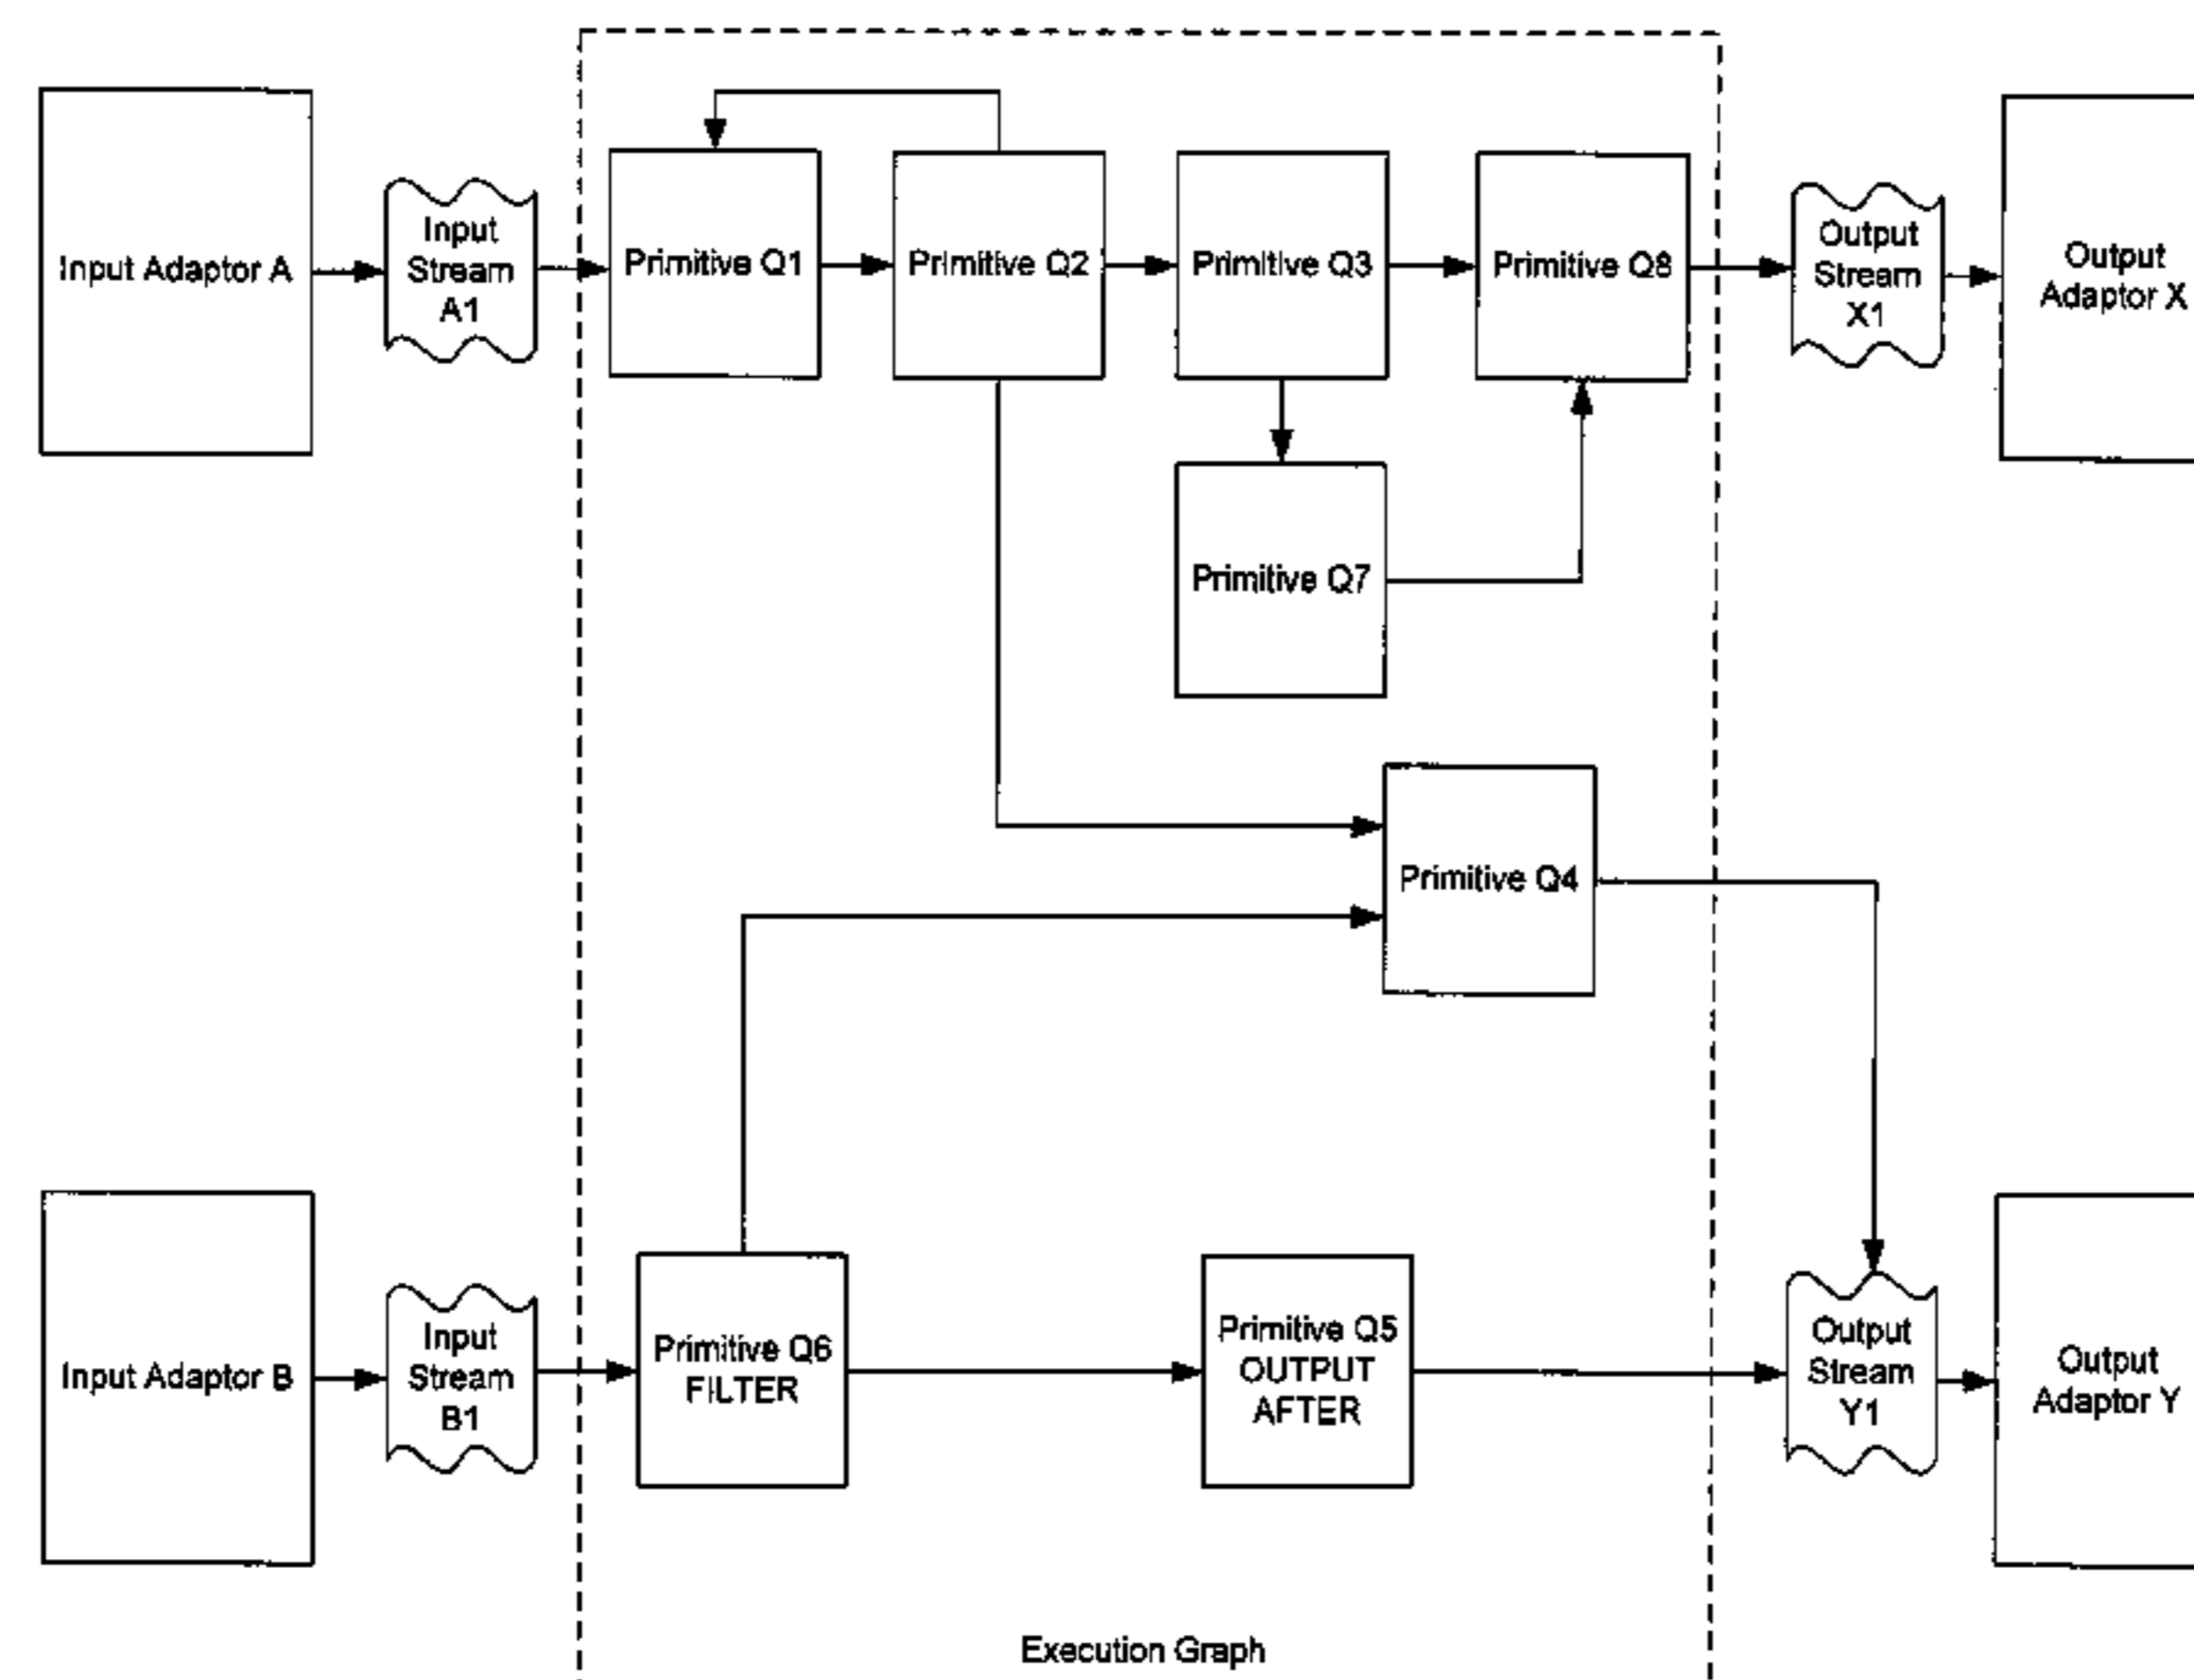 Input Adaptor A
Input
Stream
A1
Primitive Q1
Primitive Q2
Primitive Q3
Primitive Q8
Output
Stream
X1
Output
Adaptor X
Primitive Q7
Primitive Q4
Input Adaptor B
Input
Stream
B1
Primitive Q6
FILTER
Primitive Q5
OUTPUT
AFTER
Output
Stream
Y1
Output
Adaptor Y
Execution Graph